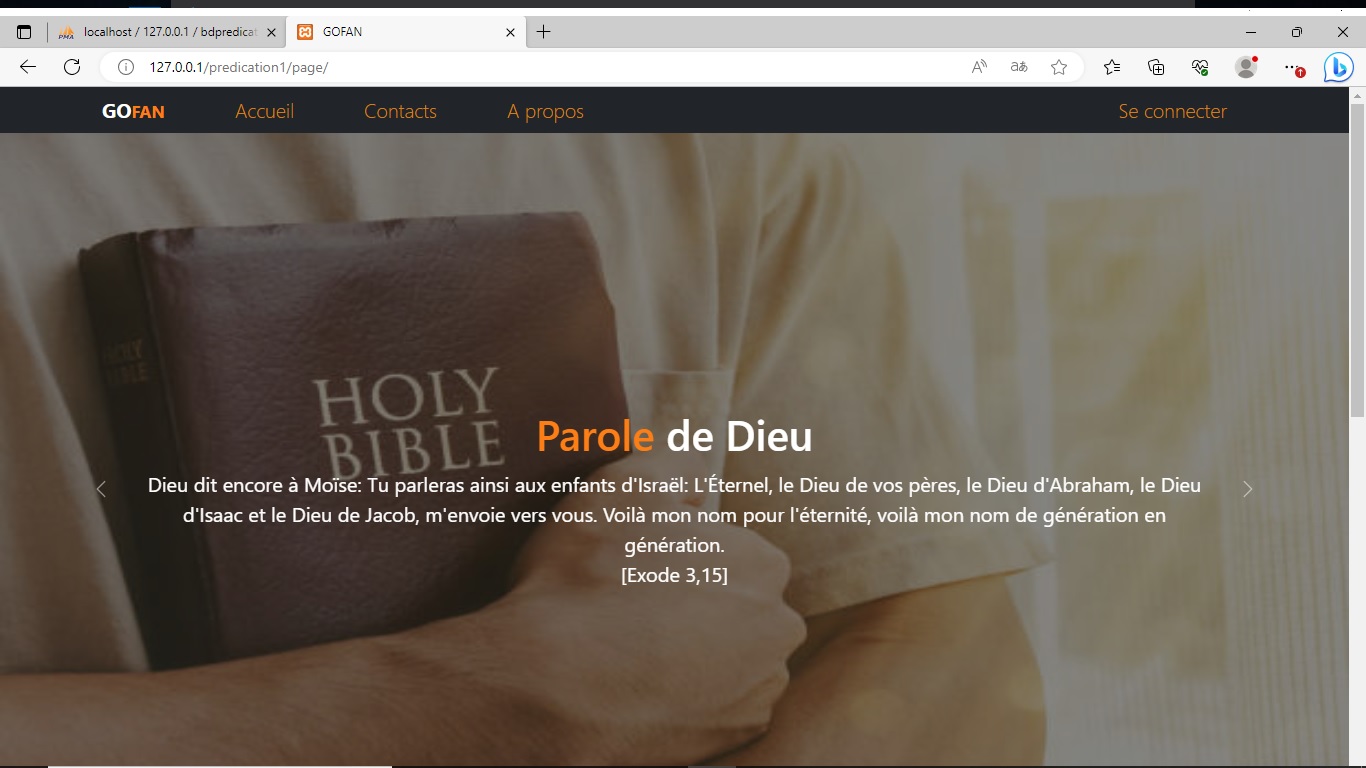 localhost / 127.0.0.1 / bdpredicat
GOFAN
127.0.0.1/predication1/page/
GOFAN
Accueil
Contacts
A propos
Se connecter
HOLY
BIBLE
HOLY
BIBLE
Parole de Dieu
Dieu dit encore à Moïse: Tu parleras ainsi aux enfants d'Israël: L'Éternel, le Dieu de vos pères, le Dieu d'Abraham, le Dieu
d'Isaac et le Dieu de Jacob, m'envoie vers vous. Voilà mon nom pour l'éternité, voilà mon nom de génération en
génération.
[Exode 3,15]